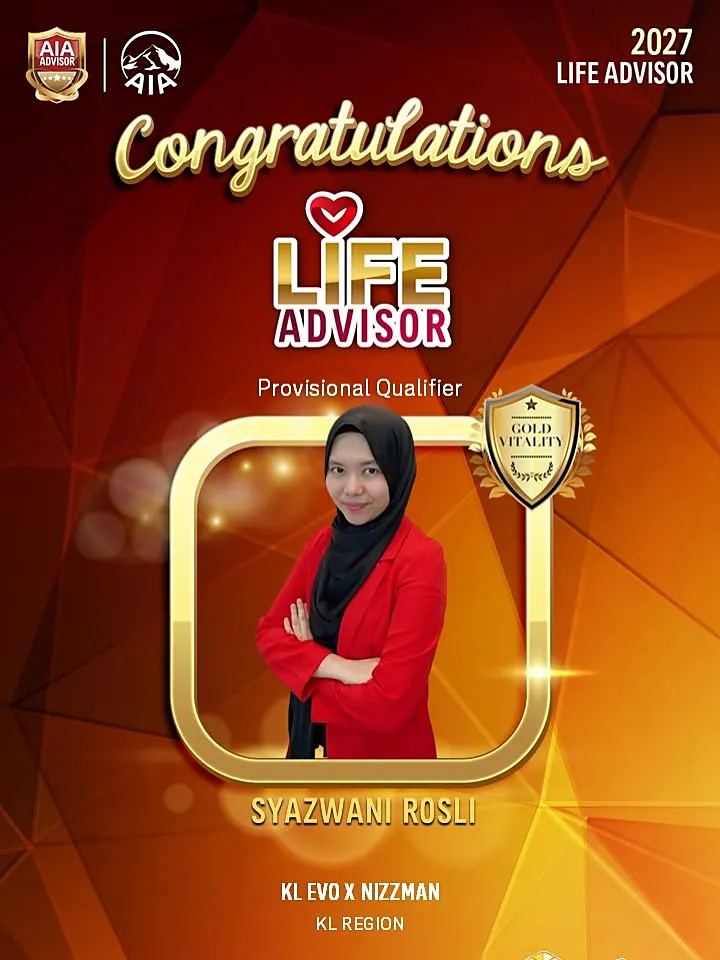 AIA
ADVISOR
AIA
2027
LIFE ADVISOR
Congratulations
LIFE
ADVISOR
Provisional Qualifier
GOLD
VITALITY
SYAZWANI ROSLI
KL EVO X NIZZMAN
KL REGION